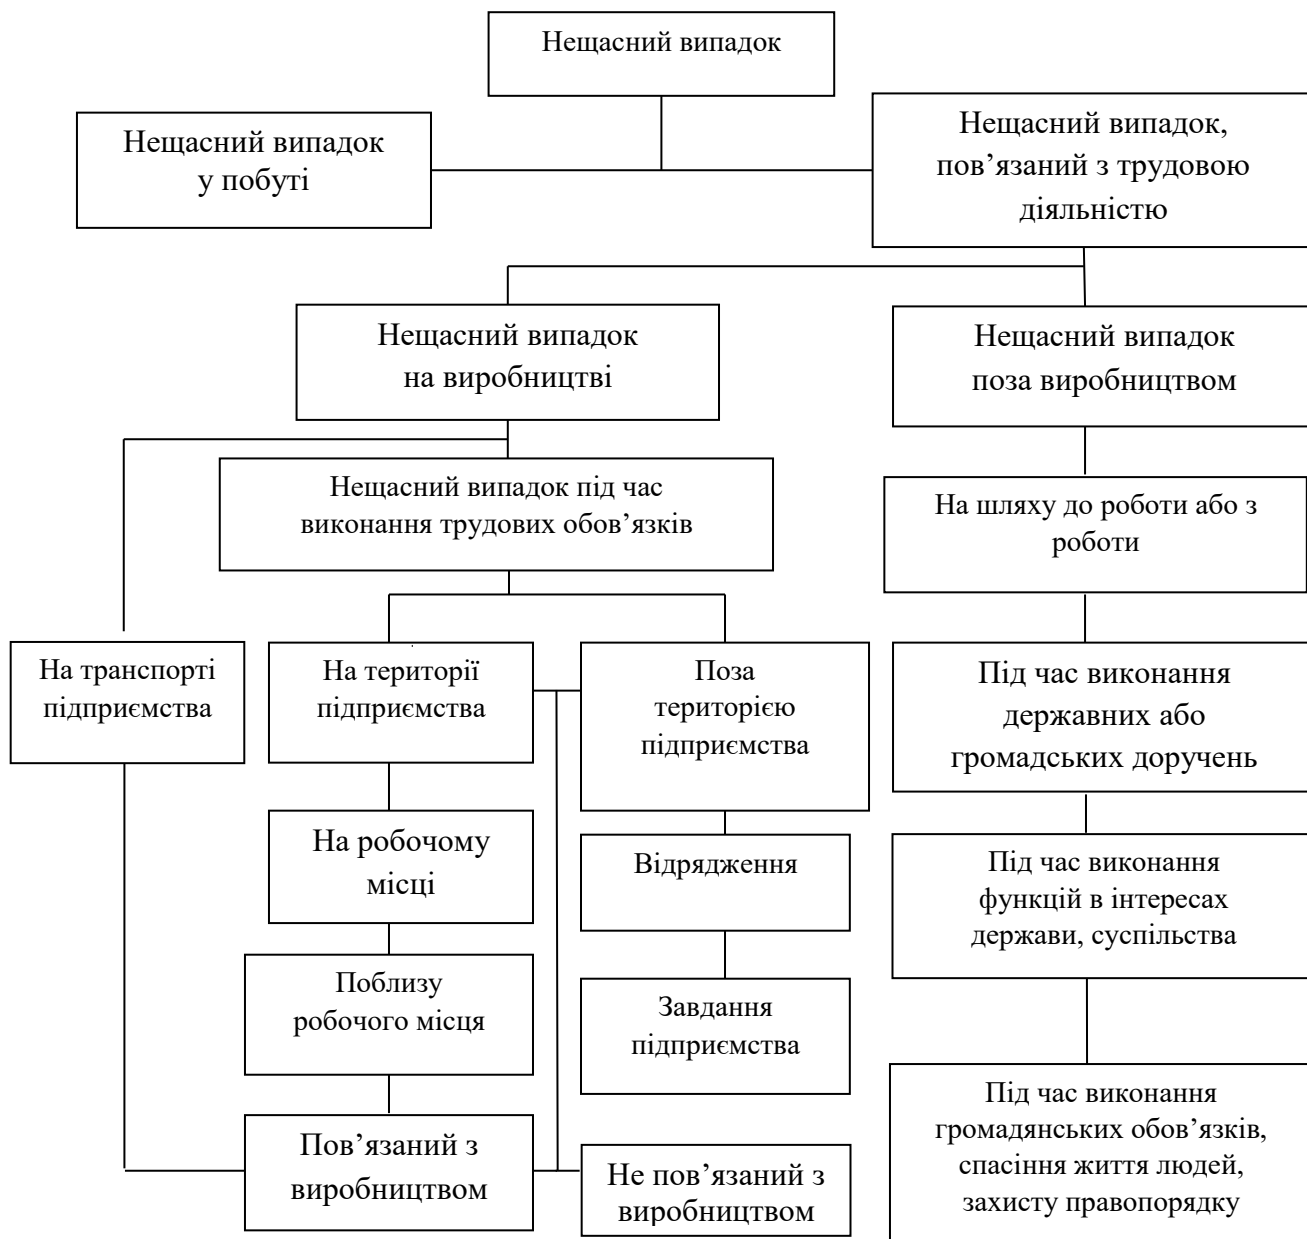 Нещасний випадок
Нещасний випадок
у побуті
Нещасний випадок,
пов’язаний з трудовою
діяльністю
Нещасний випадок
на виробництві
Нещасний випадок
поза виробництвом
Нещасний випадок під час
виконання трудових обов’язків
На шляху до роботи або з
роботи
На транспорті
підприємства
На території
підприємства
Поза
територією
підприємства
Під час виконання
державних або
громадських доручень
На робочому
місці
Відрядження
Під час виконання
функцій в інтересах
держави, суспільства
Поблизу
робочого місця
Завдання
підприємства
Під час виконання
громадянських обов’язків,
спасіння життя людей,
захисту правопорядку
Пов’язаний з
виробництвом
Не пов’язаний з
виробництвом